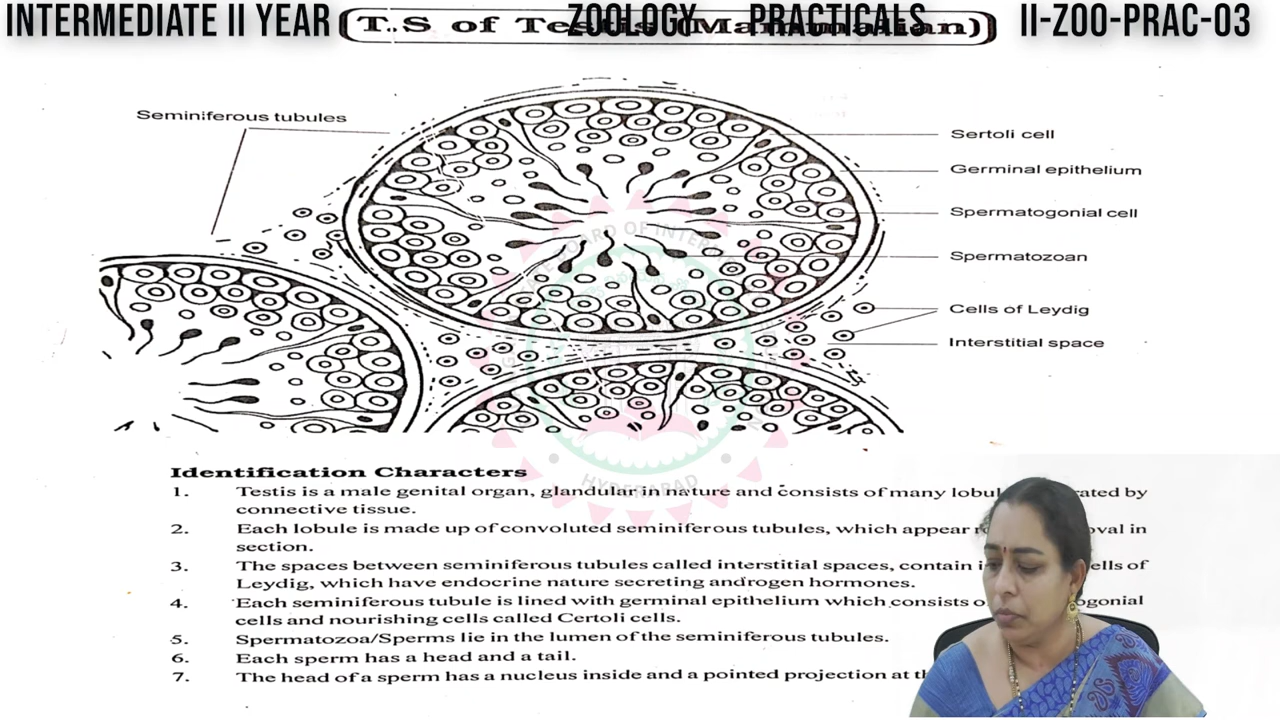 INTERMEDIATE II YEAR ZOOLOGY PRACTICALS II-ZOO-PRAC-03
T.S of Testis (Mammalian)
Seminiferous tubules
Sertoli cell
Germinal epithelium
Spermatogonial cell
Spermatozoan
Cells of Leydig
Interstitial space
HYDERABAD
Identification Characters
1. Testis is a male genital organ, glandular in nature and consists of many by
connective tissue.
2. Each lobule is made up of convoluted seminiferous tubules, which appear oval in
section.
3. The spaces between seminiferous tubules called interstitial spaces, contain of
Leydig, which have endocrine nature secreting androgen hormones.
4. Each seminiferous tubule is lined with germinal epithelium which consists
cells and nourishing cells called Certoli cells.
5. Spermatozoa/Sperms lie in the lumen of the seminiferous tubules.
6. Each sperm has a head and a tail.
7. The head of a sperm has a nucleus inside and a pointed projection at